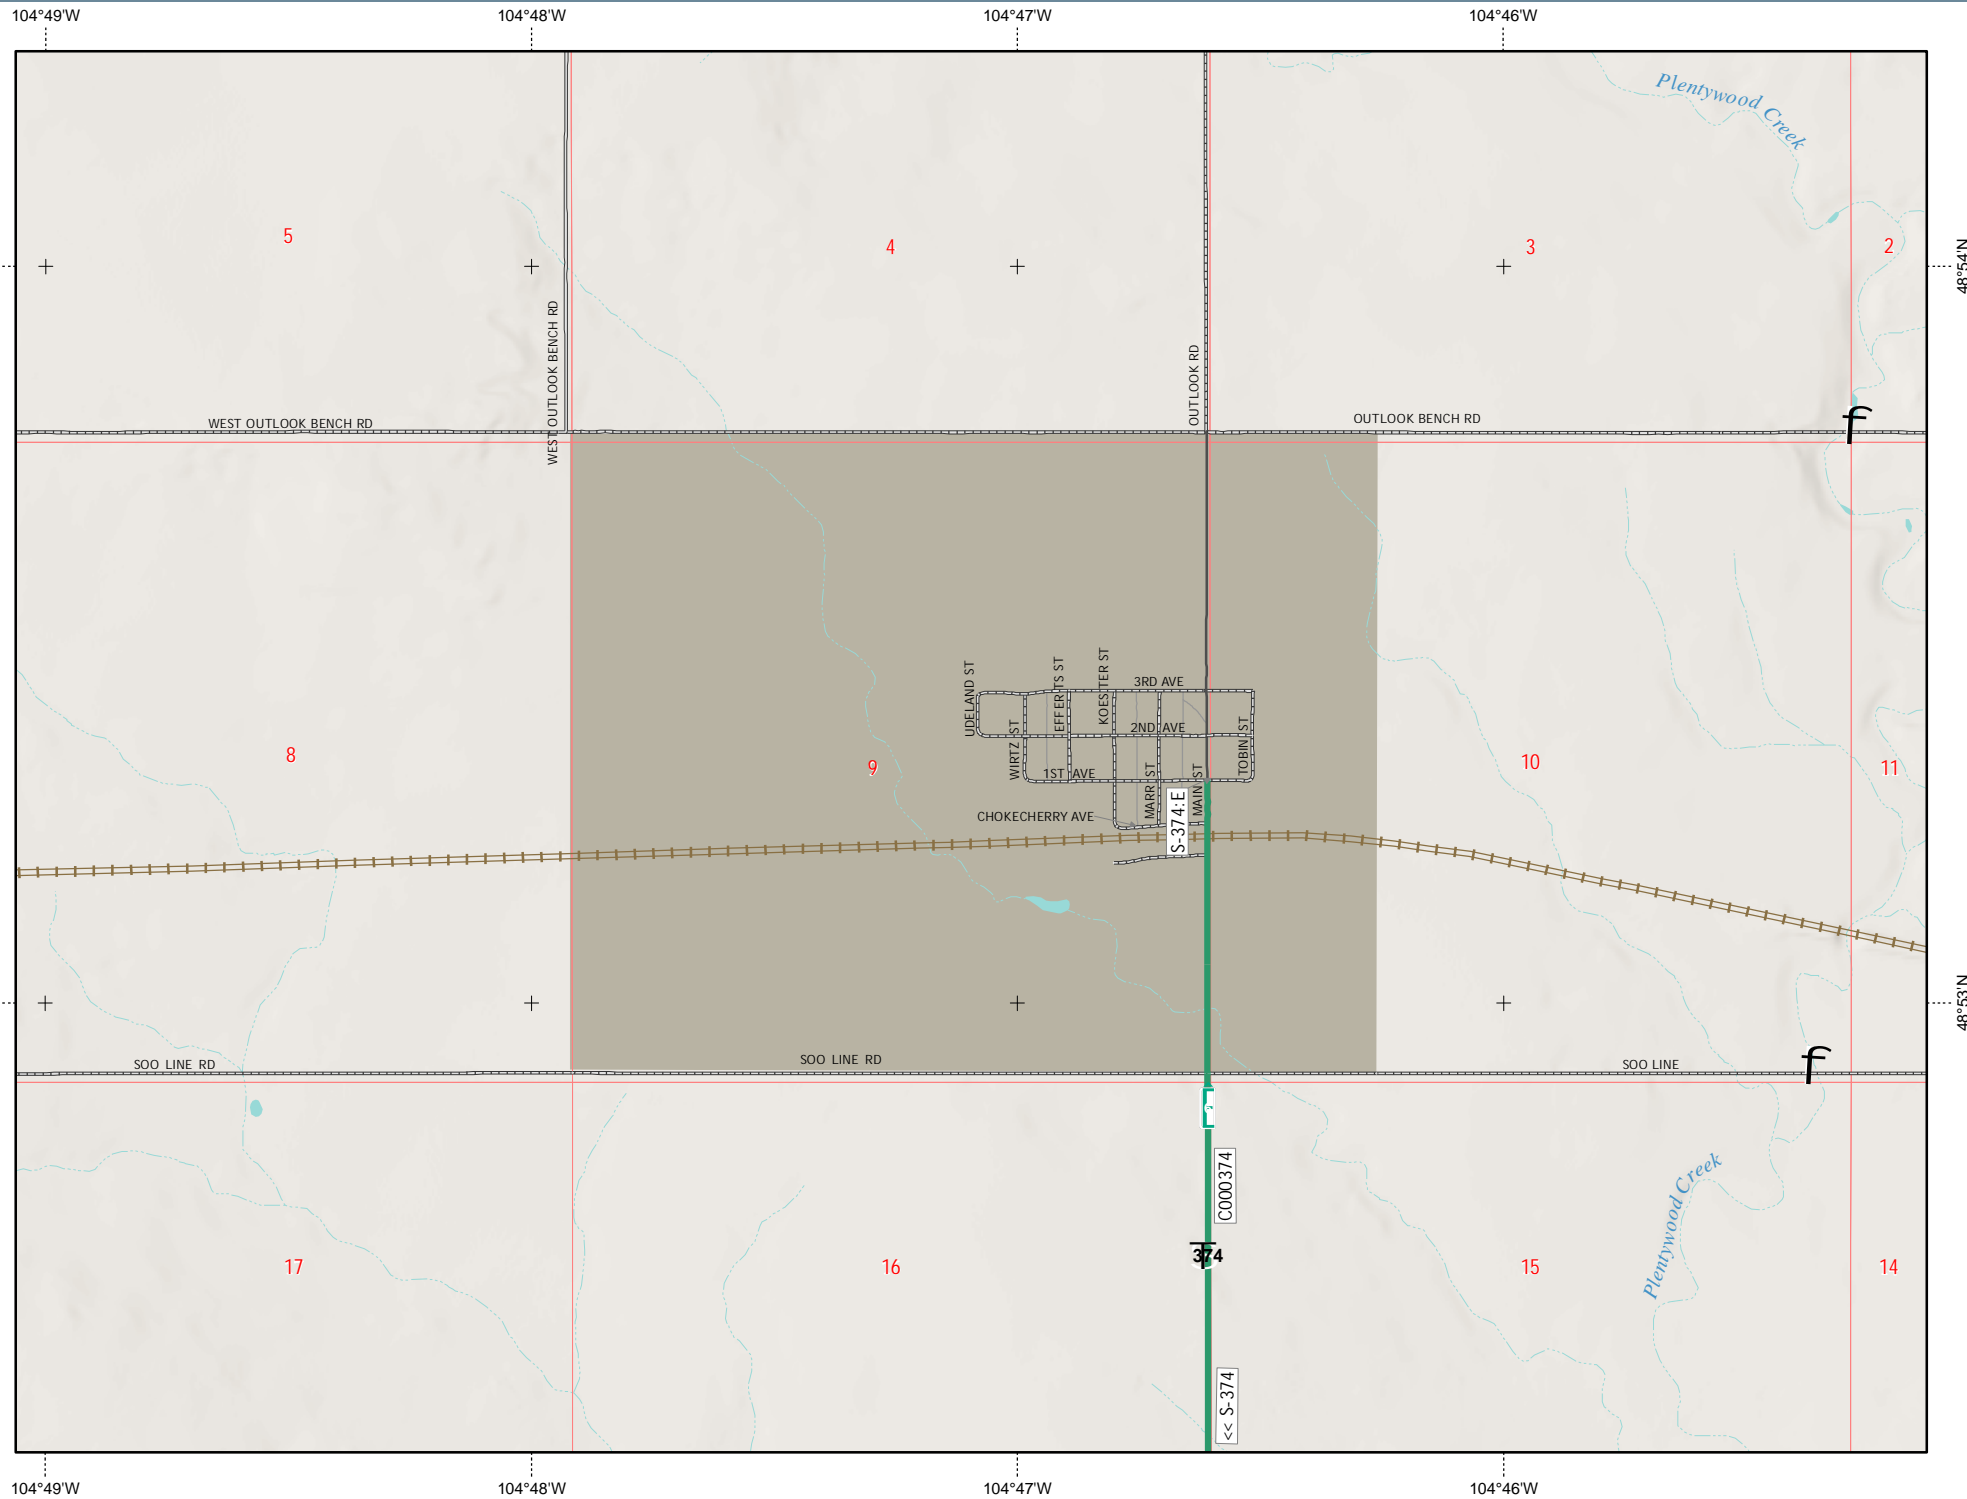 104°49'W
104°48'W
104°47'W
104°46'W
Plentywood Creek
5
4
3
2
48°54'N
WEST OUTLOOK BENCH RD
OUTLOOK RD
WEST OUTLOOK BENCH RD
OUTLOOK BENCH RD
UDELAND ST
EFFERTS ST
KOESTER ST
3RD AVE
WIRTZ ST
2ND AVE
TOBIN ST
8
9
1ST AVE
MARR ST
MAIN ST
10
11
CHOKECHERRY AVE
S-374:E
48°53'N
SOO LINE RD
SOO LINE RD
SOO LINE
C000374
Plentywood Creek
374
17
16
15
14
<< S-374
104°49'W
104°48'W
104°47'W
104°46'W